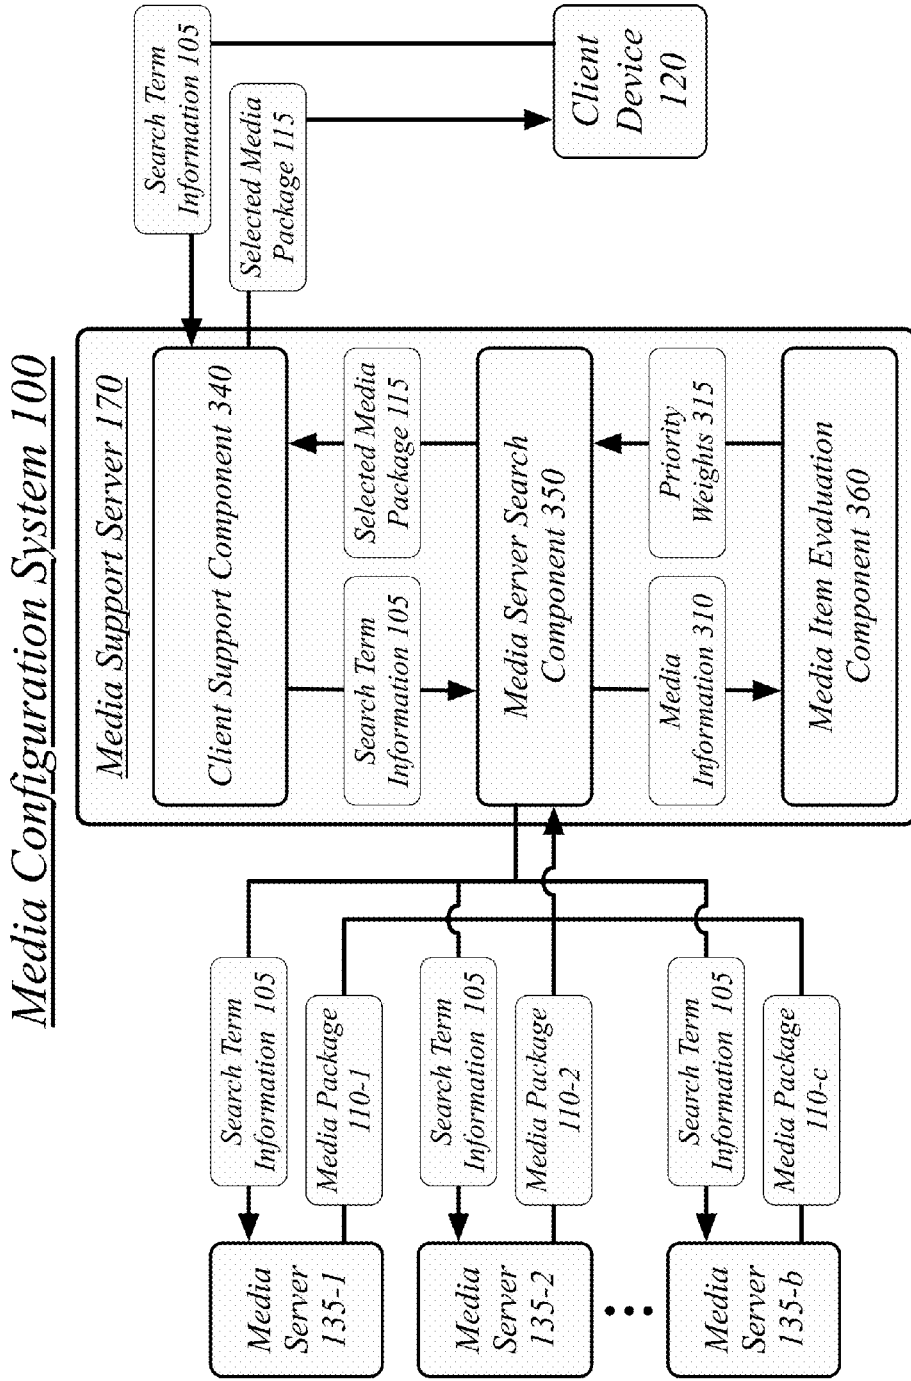 Media Configuration System 100
Media
Server
135-1
Search Term
Information 105
Media Package
110-1
Media
Server
135-2
Search Term
Information 105
Media Package
110-2
Media
Server
135-b
Search Term
Information 105
Media Package
110-c
Media Support Server 170
Client Support Component 340
Search Term
Information 105
Selected Media
Package 115
Media Server Search
Component 350
Media
Information 310
Priority
Weights 315
Media Item Evaluation
Component 360
Search Term
Information 105
Selected Media
Package 115
Client
Device
120